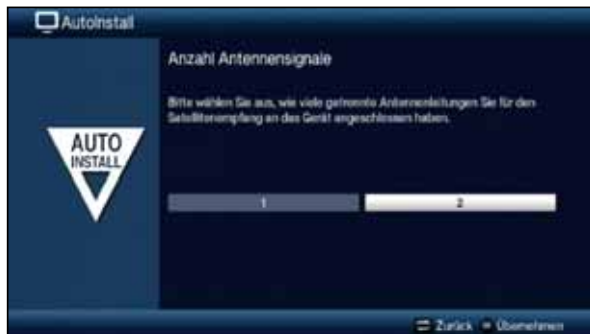 AutoInstall
Anzahl Antennensignale
Bitte wählen Sie aus, wie viele getrennte Antennenleitungen Sie für den
Satellitenempfang an das Gerät angeschlossen haben.
AUTO
INSTALL
1
2
Zurück
Übernehmen